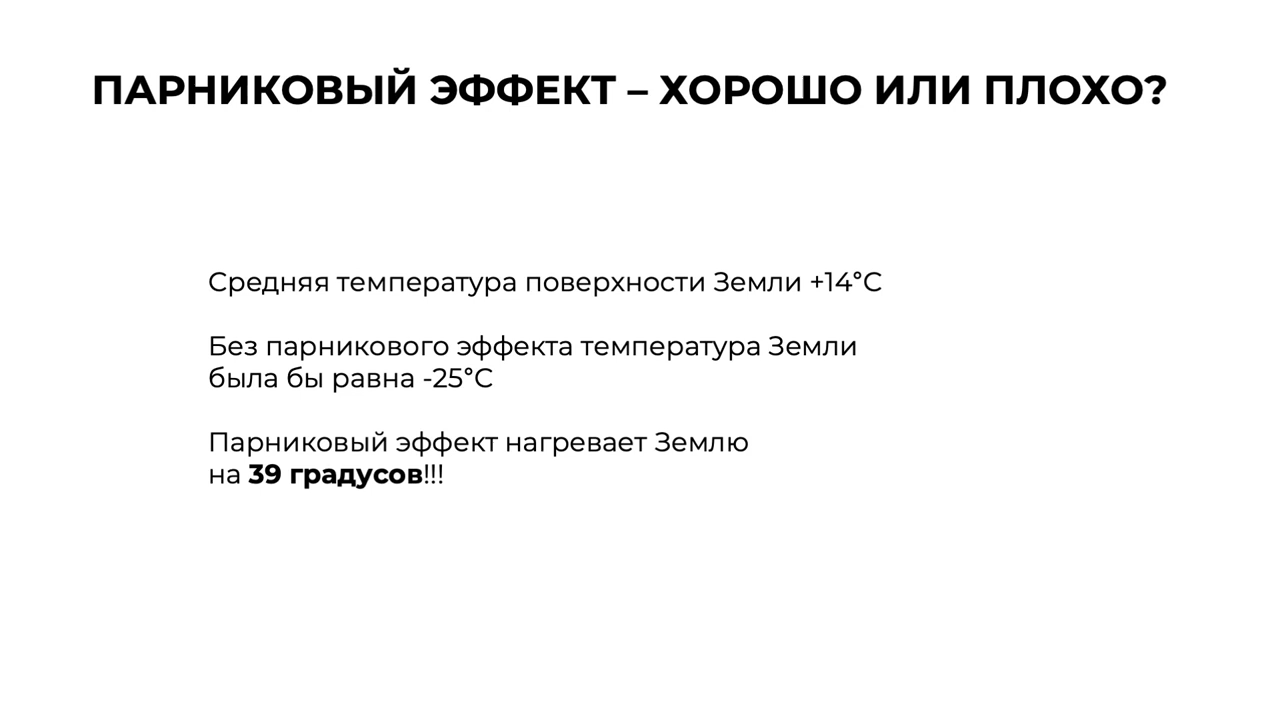 ПАРНИКОВЫЙ ЭФФЕКТ – ХОРОШО ИЛИ ПЛОХО?
Средняя температура поверхности Земли +14°C
Без парникового эффекта температура Земли
была бы равна -25°C
Парниковый эффект нагревает Землю
на 39 градусов!!!